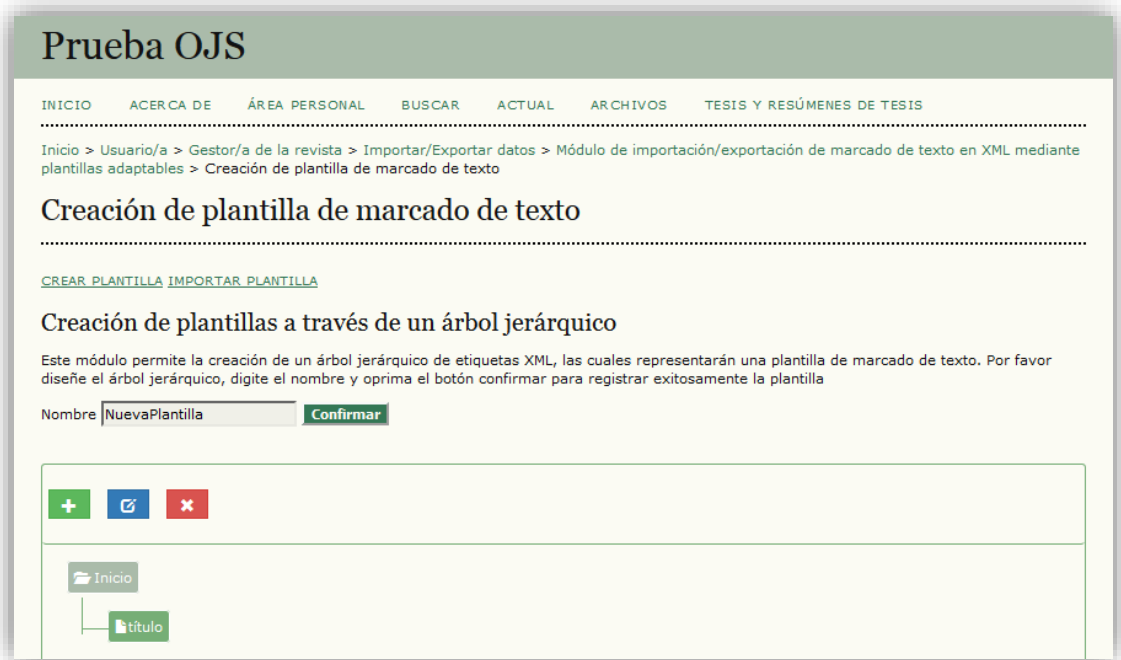 Prueba OJS
INICIO ACERCA DE ÁREA PERSONAL BUSCAR ACTUAL ARCHIVOS TESIS Y RESÚMENES DE TESIS
Inicio > Usuario/a > Gestor/a de la revista > Importar/Exportar datos > Módulo de importación/exportación de marcado de texto en XML mediante
plantillas adaptables > Creación de plantilla de marcado de texto
Creación de plantilla de marcado de texto
CREAR PLANTILLA IMPORTAR PLANTILLA
Creación de plantillas a través de un árbol jerárquico
Este módulo permite la creación de un árbol jerárquico de etiquetas XML, las cuales representarán una plantilla de marcado de texto. Por favor
diseñe el árbol jerárquico, digite el nombre y oprima el botón confirmar para registrar exitosamente la plantilla
Nombre NuevaPlantilla Confirmar
Inicio
título